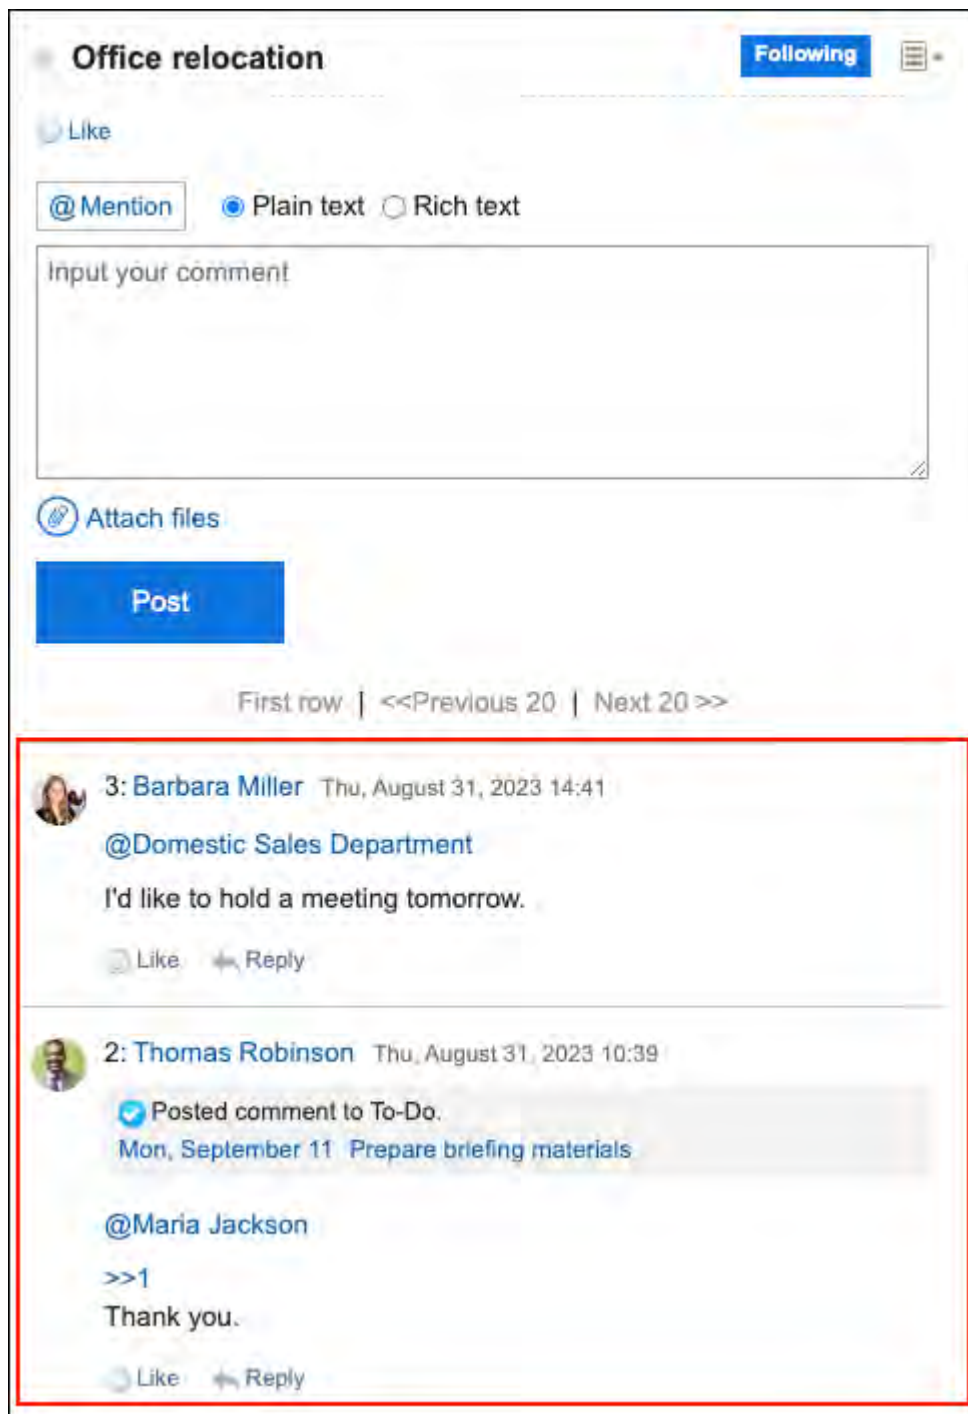 Office relocation
Following
Like
@Mention Plain text Rich text
Input your comment
Attach files
Post
First row | <<Previous 20 | Next 20 >>
3: Barbara Miller Thu, August 31, 2023 14:41
@Domestic Sales Department
I'd like to hold a meeting tomorrow.
Like Reply
2: Thomas Robinson Thu, August 31, 2023 10:39
Posted comment to To-Do.
Mon, September 11 Prepare briefing materials
@Maria Jackson
>>1
Thank you.
Like Reply